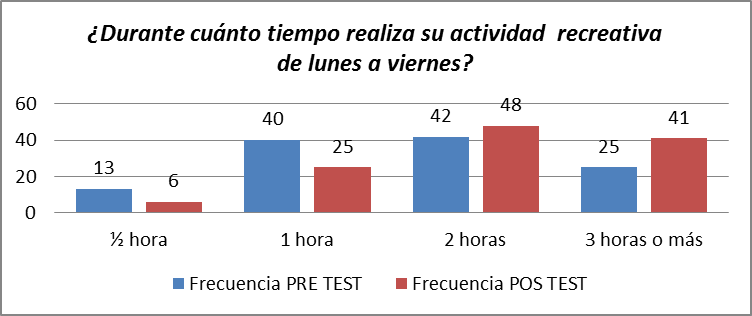 ¿Durante cuánto tiempo realiza su actividad recreativa
de lunes a viernes?
60
40
20
0
13
6
40
25
42
48
25
41
½ hora
1 hora
2 horas
3 horas o más
Frecuencia PRE TEST
Frecuencia POS TEST